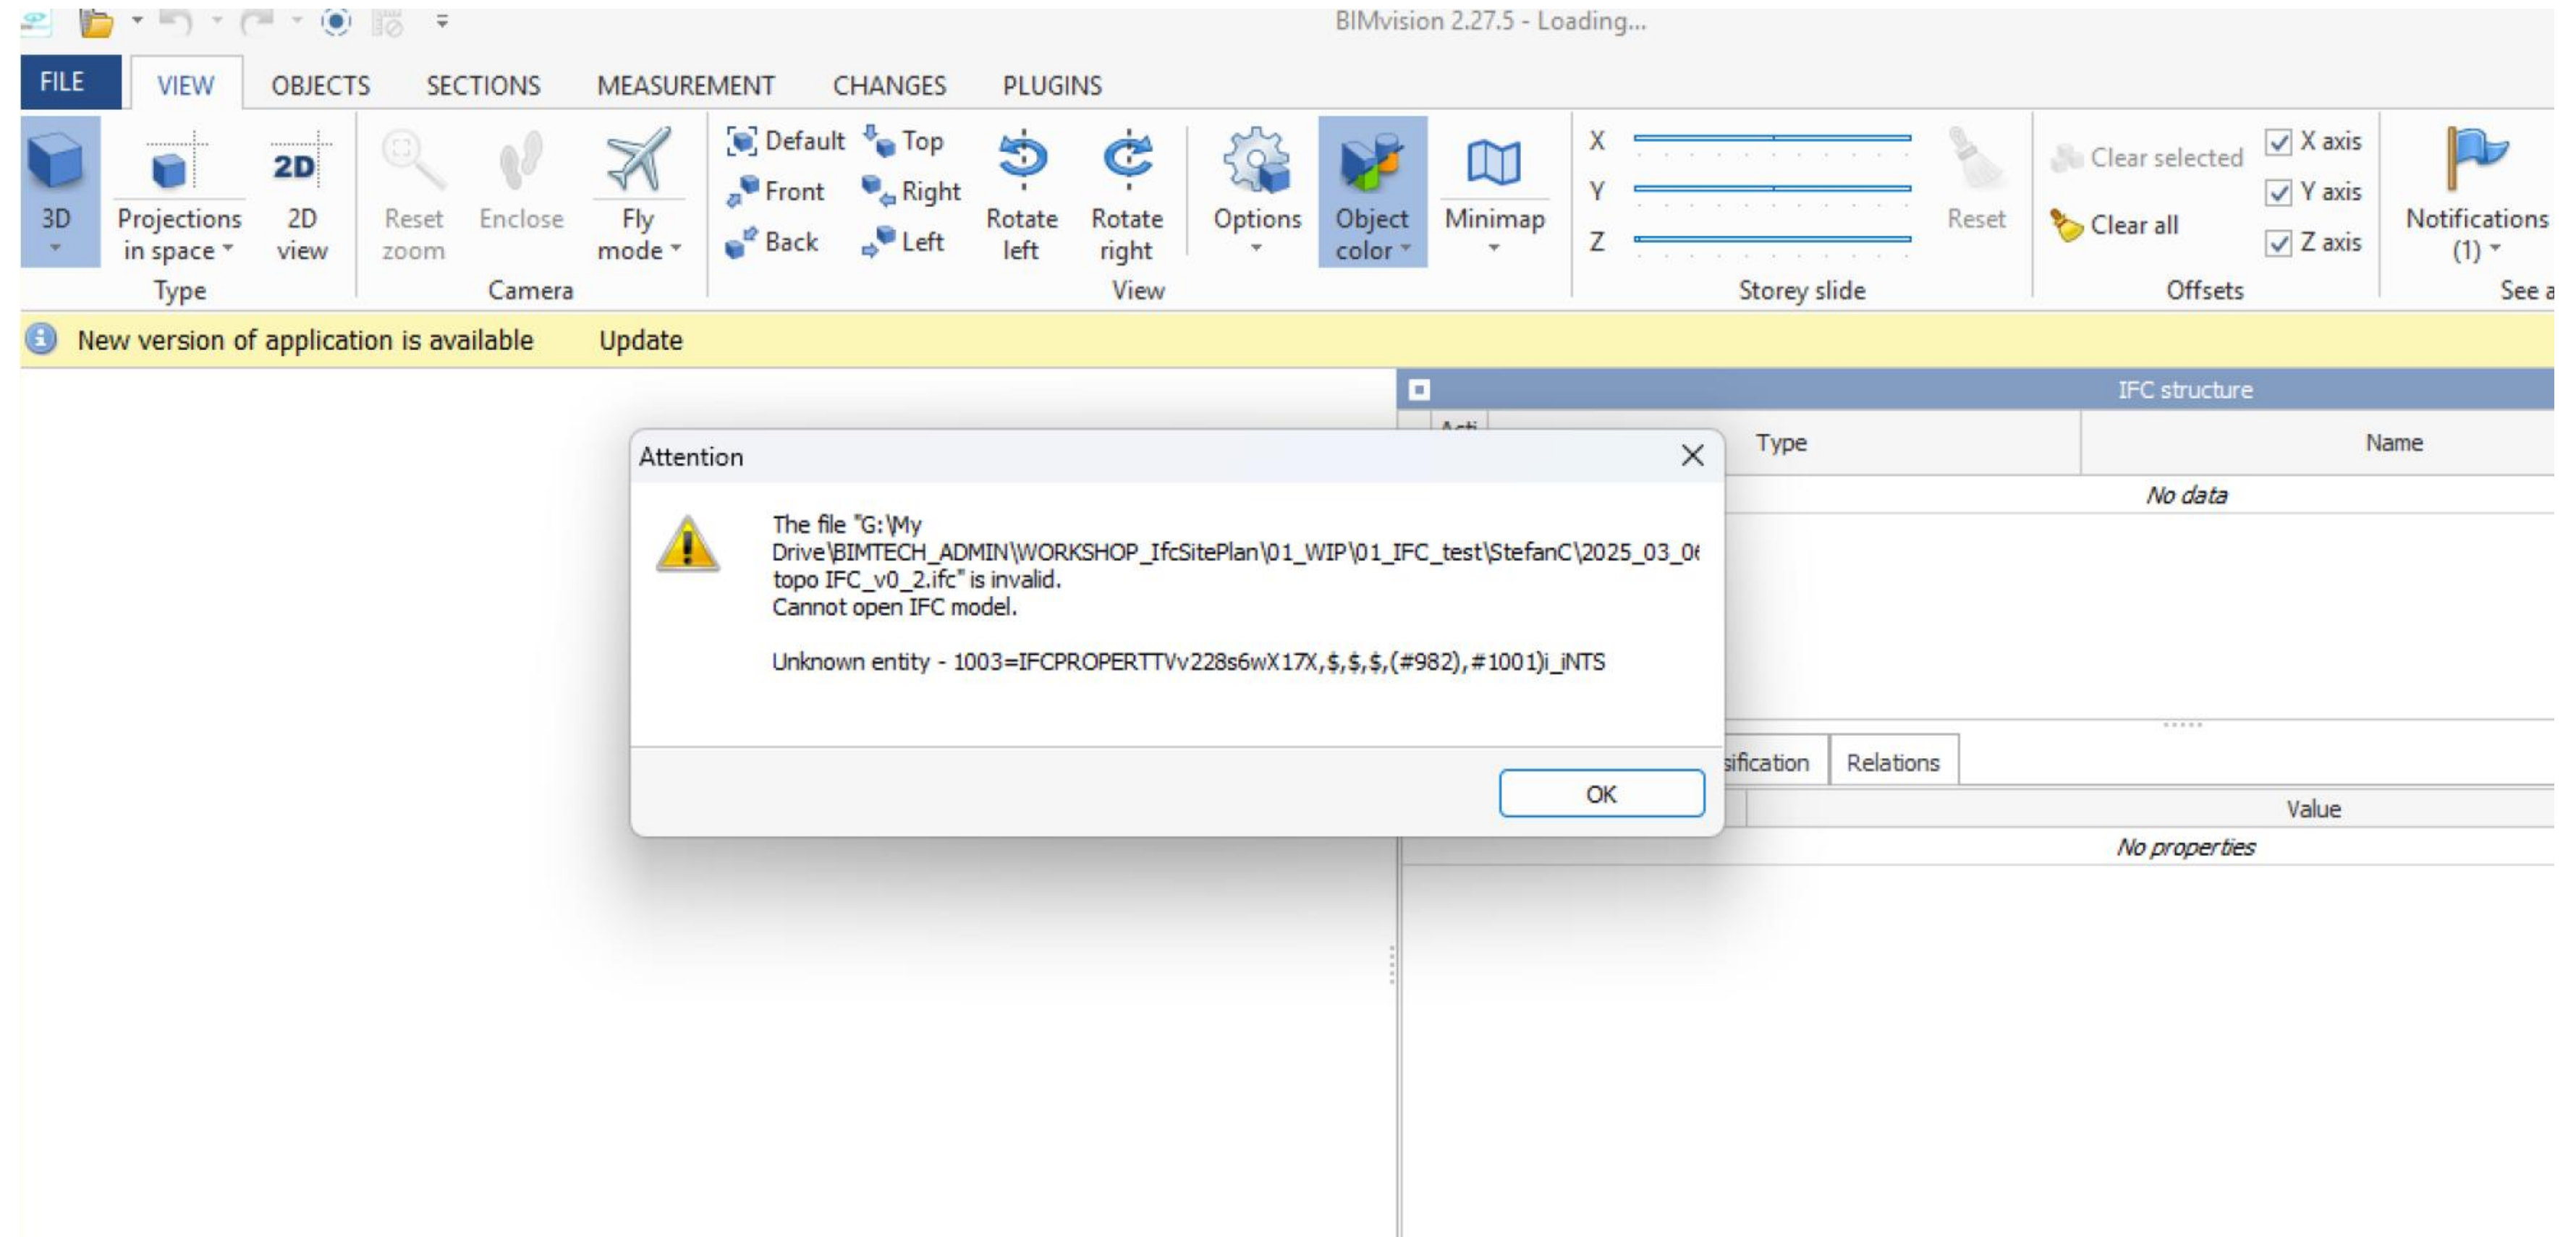 BIMvision 2.27.5 - Loading...
FILE VIEW OBJECTS SECTIONS MEASUREMENT CHANGES PLUGINS
3D
Projections in space
2D
2D view
Type
Reset zoom
Enclose
Fly mode
Camera
Default
Front
Back
Top
Right
Left
Rotate left
Rotate right
Options
Object color
Minimap
View
X
Y
Z
Reset
Storey slide
Clear selected
Clear all
X axis
Y axis
Z axis
Offsets
Notifications (1)
See a
New version of application is available Update
IFC structure
Acti
Type
Name
No data
Attention
The file "G:\My
Drive\BIMTECH_ADMIN\WORKSHOP_IfcSitePlan\01_WIP\01_IFC_test\StefanC\2025_03_06
topo IFC_v0_2.ifc" is invalid.
Cannot open IFC model.
Unknown entity - 1003=IFCPROPERTTVv228s6wX17X,$,$,$,(#982),#1001)i_iNTS
OK
sification Relations
Value
No properties